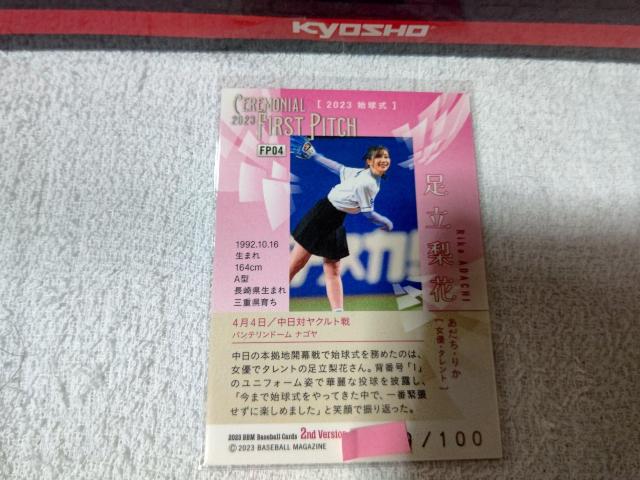 KYOSHO
CEREMONIAL
2023 FIRST PITCH
[ 2023 始球式 ]
FP04
足立梨花
Rika ADACHI
あだち・りか
[女優・タレント]
1992.10.16
生まれ
164cm
A型
長崎県生まれ
三重県育ち
4月4日／中日対ヤクルト戦
バンテリンドーム ナゴヤ
中日の本拠地開幕戦で始球式を務めたのは、
女優でタレントの足立梨花さん。背番号「1」
のユニフォーム姿で華麗な投球を披露し、
「今まで始球式をやってきた中で、一番緊張
せずに楽しめました」と笑顔で振り返った。
2023 BBM Baseball Cards 2nd Version
©2023 BASEBALL MAGAZINE
/100